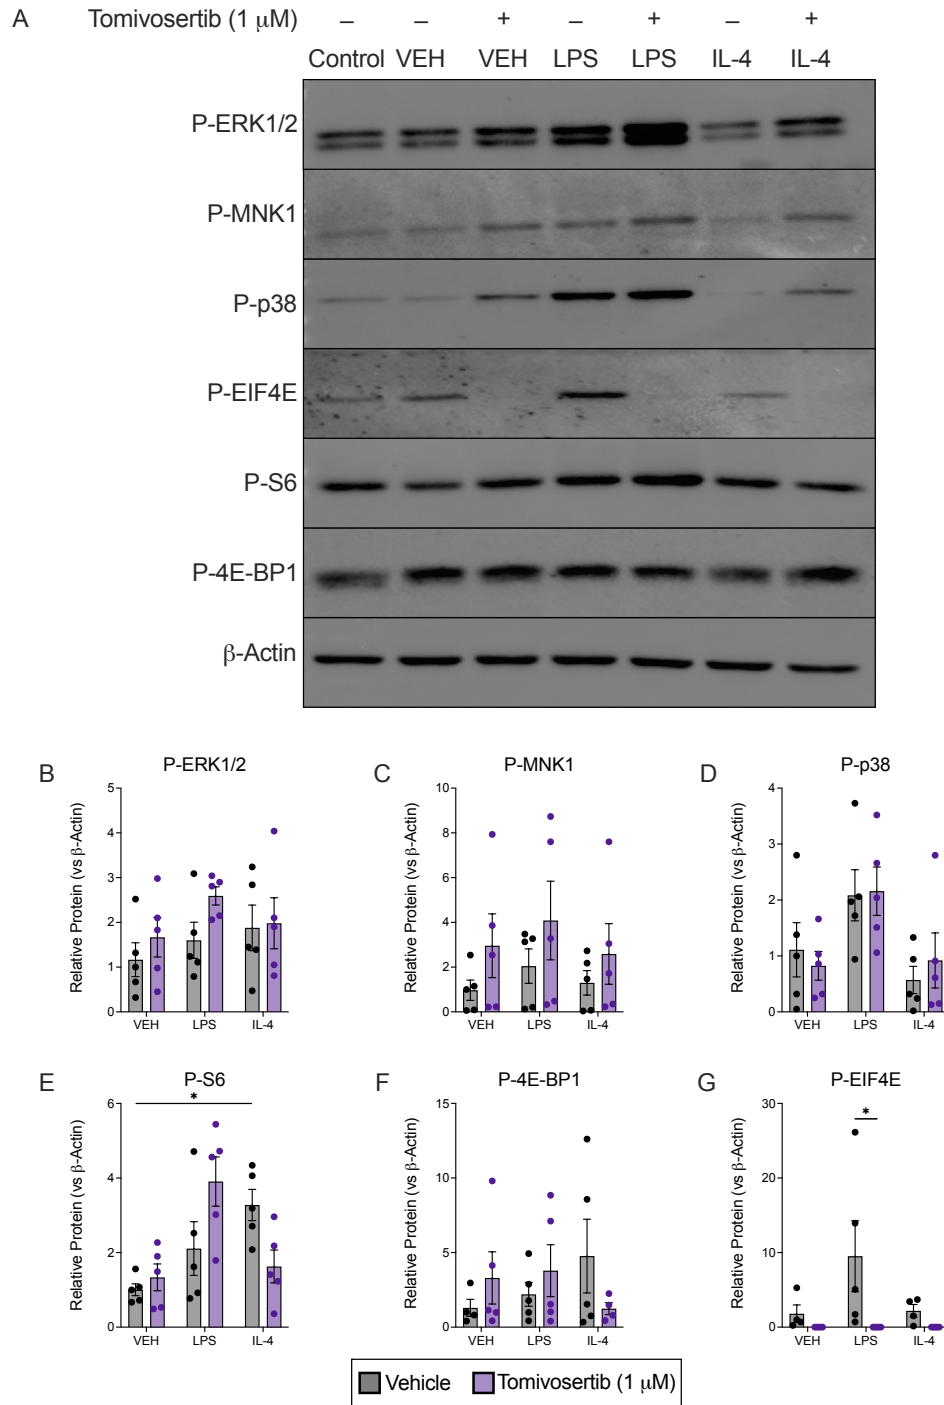 A Tomivosertib (1 μM) – – + – + – +
Control VEH VEH LPS LPS IL-4 IL-4
P-ERK1/2
P-MNK1
P-p38
P-EIF4E
P-S6
P-4E-BP1
β-Actin
B P-ERK1/2
Relative Protein (vs β-Actin)
5
4
3
2
1
0
VEH LPS IL-4
C P-MNK1
Relative Protein (vs β-Actin)
10
8
6
4
2
0
VEH LPS IL-4
D P-p38
Relative Protein (vs β-Actin)
4
3
2
1
0
VEH LPS IL-4
E P-S6
Relative Protein (vs β-Actin)
6
4
2
0
*
VEH LPS IL-4
F P-4E-BP1
Relative Protein (vs β-Actin)
15
10
5
0
VEH LPS IL-4
G P-EIF4E
Relative Protein (vs β-Actin)
30
20
10
0
*
VEH LPS IL-4
Vehicle Tomivosertib (1 μM)